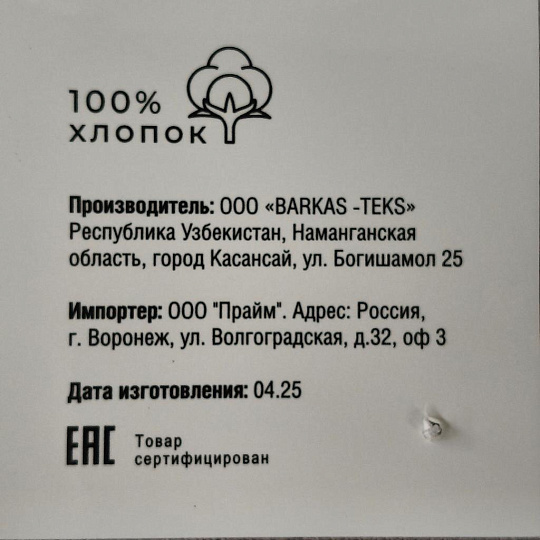 100%
ХЛОПОК
Производитель: ООО «BARKAS -TEKS»
Республика Узбекистан, Наманганская
область, город Касансай, ул. Богишамол 25
Импортер: ООО "Прайм". Адрес: Россия,
г. Воронеж, ул. Волгоградская, д.32, оф 3
Дата изготовления: 04.25
EAC Товар
сертифицирован